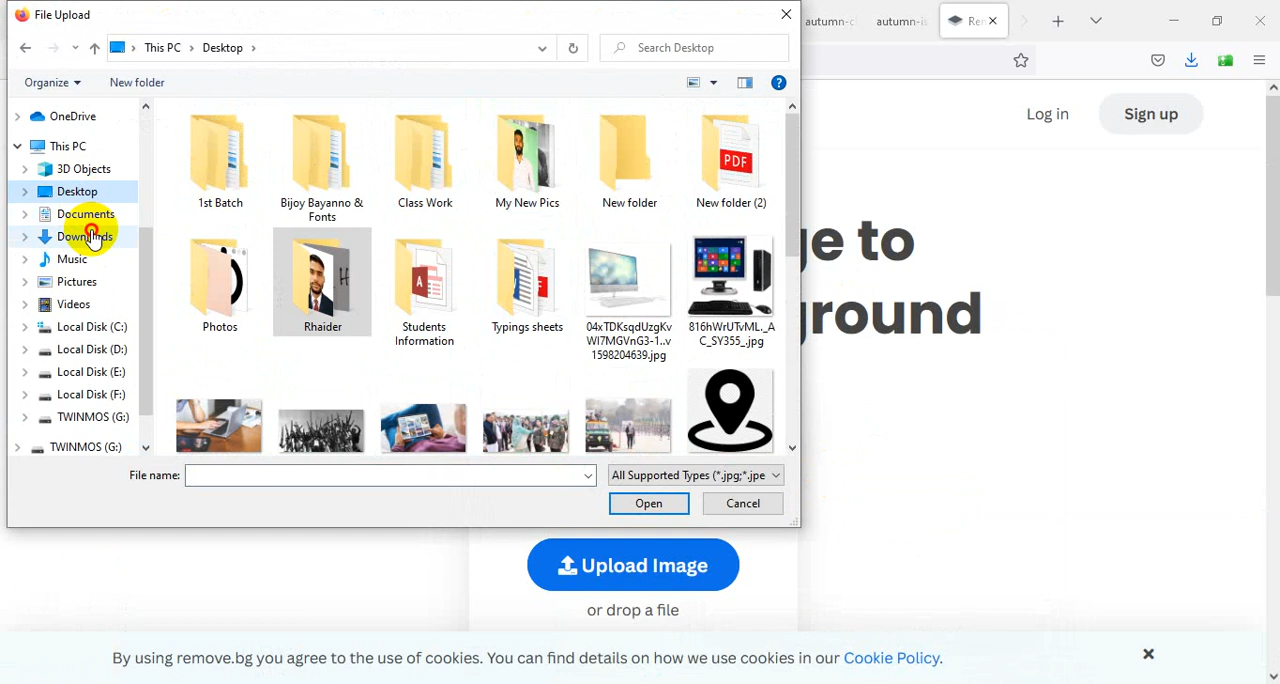 File Upload
autumn-c
autumn-is
Re
This PC
Desktop
Search Desktop
Organize
New folder
OneDrive
This PC
3D Objects
Desktop
Documents
Downloads
Music
Pictures
Videos
Local Disk (C:)
Local Disk (D:)
Local Disk (E:)
Local Disk (F:)
TWINMOS (G:)
TWINMOS (G:)
1st Batch
Bijoy Bayanno &
Fonts
Class Work
My New Pics
New folder
PDF
New folder (2)
Photos
Rhaider
Students
Information
Typings sheets
04xTDKsqdUzgKv
WI7MGVnG3-1..v
1598204639.jpg
816hWrUTvML._A
C_SY355_.jpg
File name:
All Supported Types (*.jpg;*.jpe
Open
Cancel
Log in
Sign up
ge to
ground
Upload Image
or drop a file
By using remove.bg you agree to the use of cookies. You can find details on how we use cookies in our Cookie Policy.